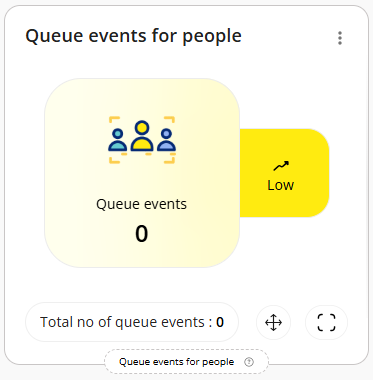 Queue events for people
Queue events
0
Low
Total no of queue events : 0
Queue events for people ?